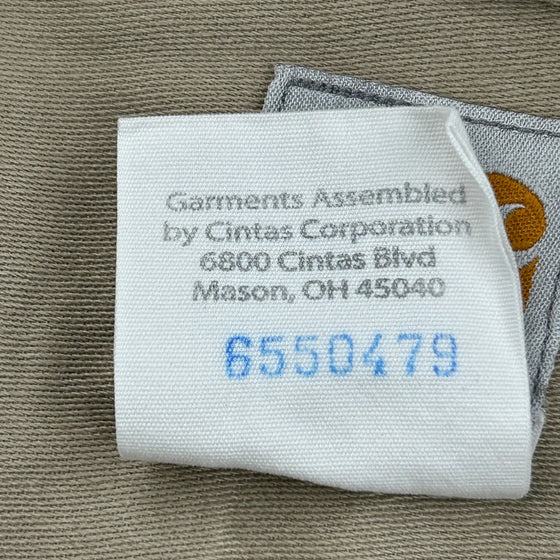 Garments Assembled
by Cintas Corporation
6800 Cintas Blvd
Mason, OH 45040
6550479